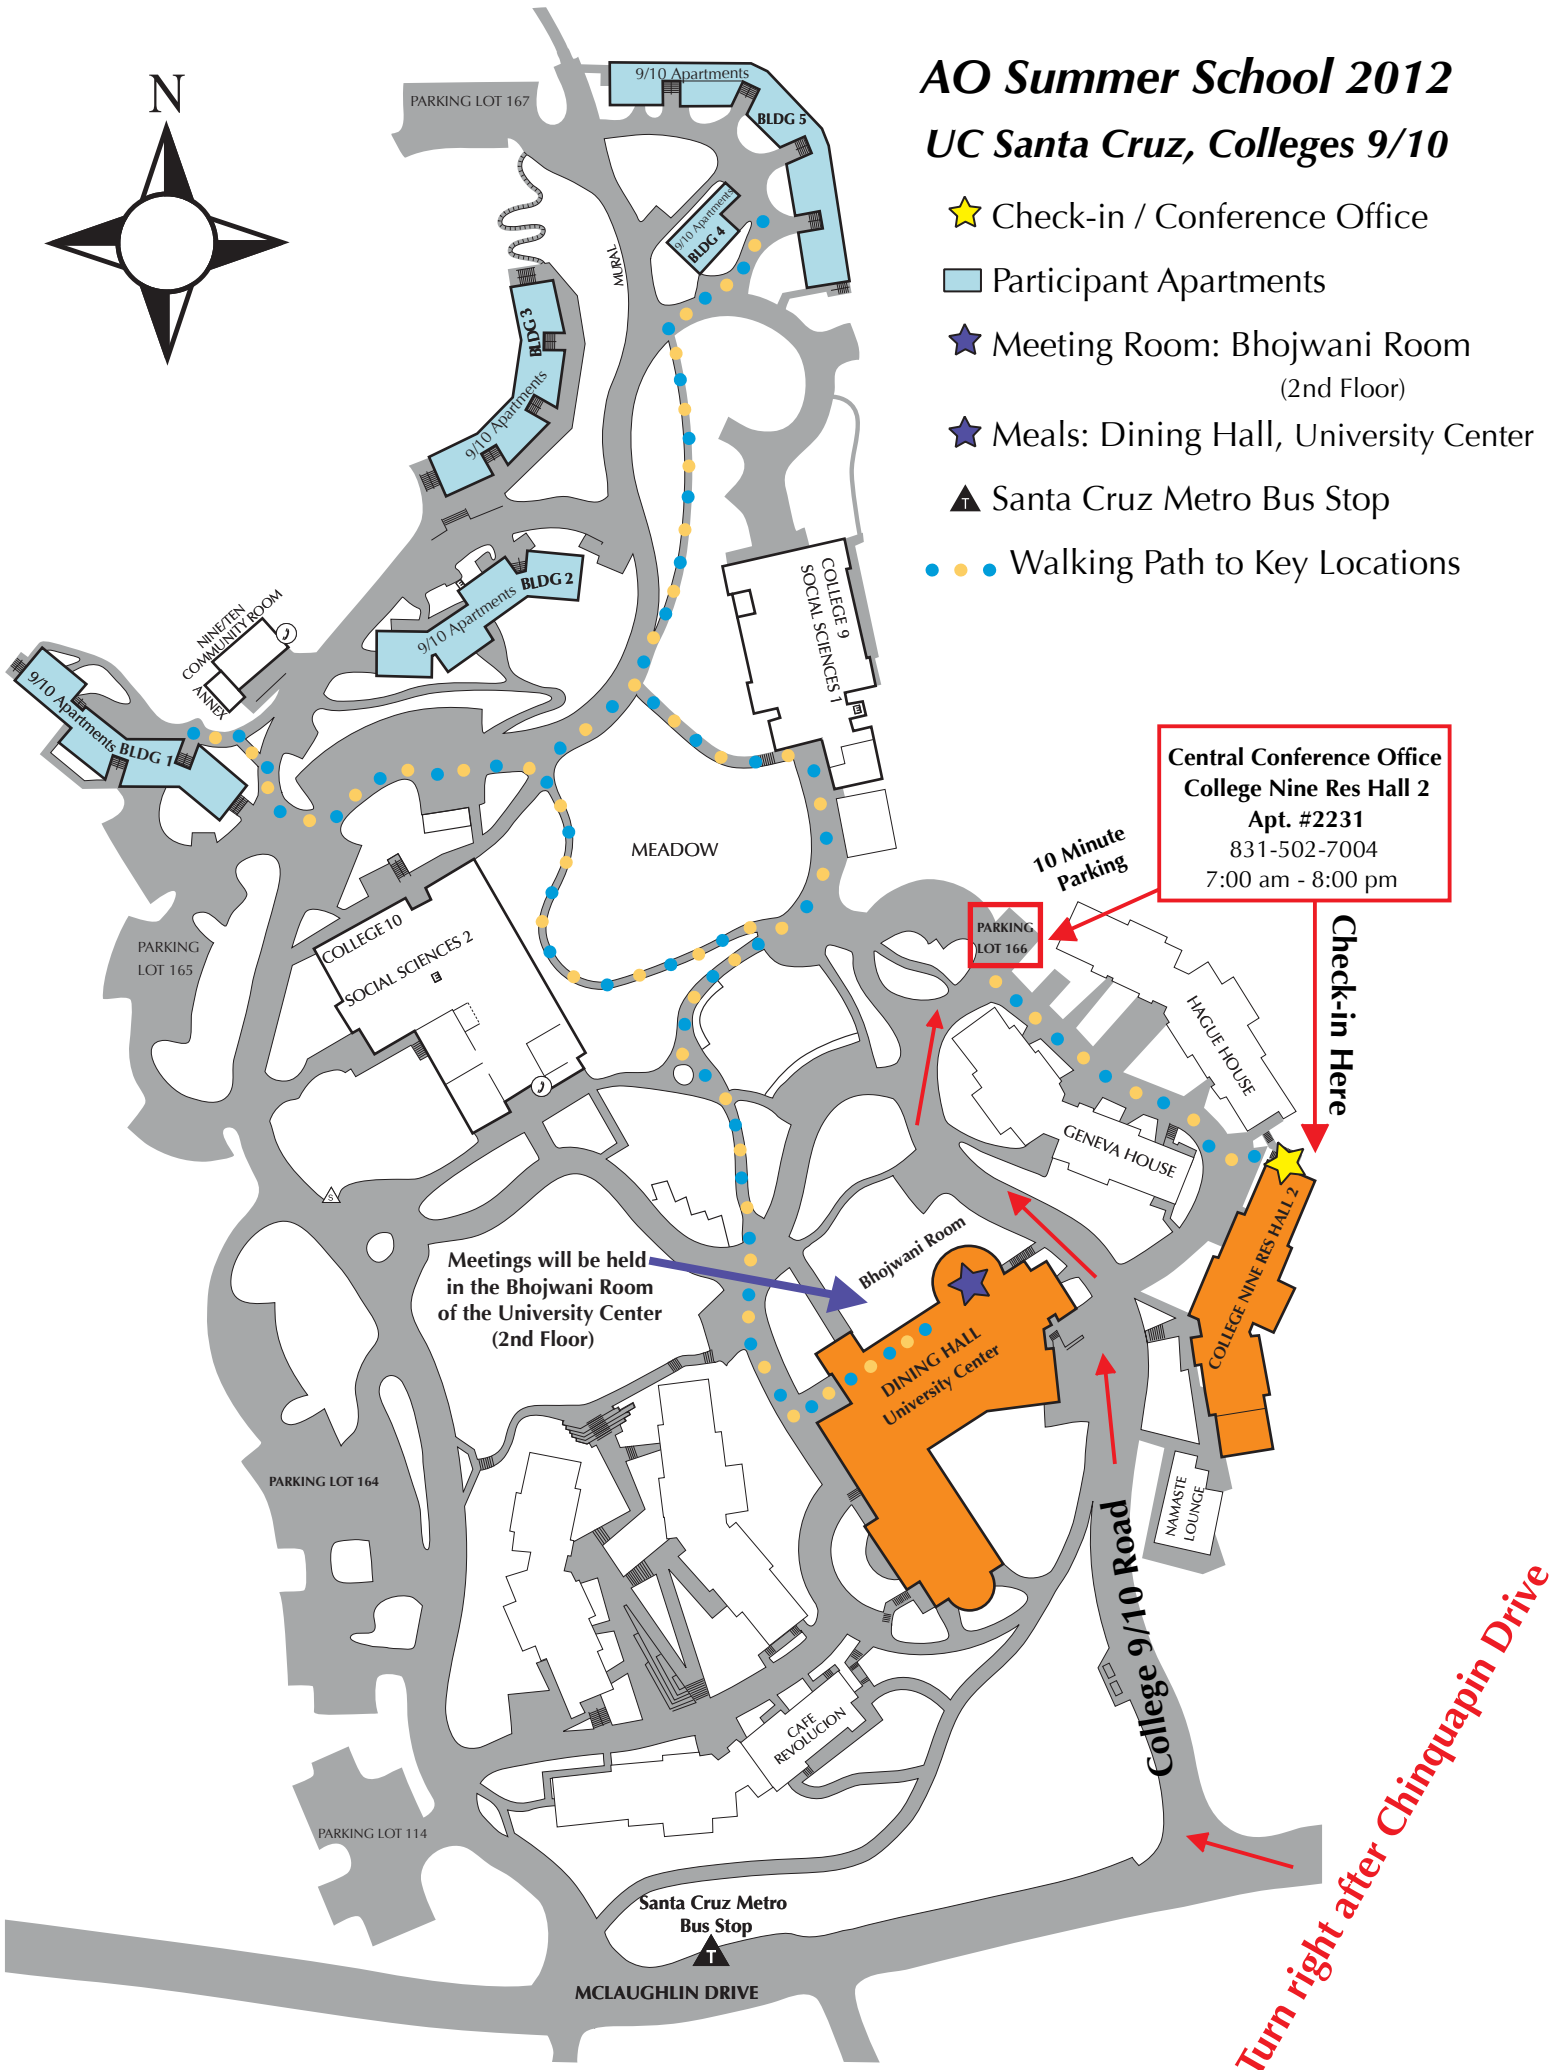 AO Summer School 2012
UC Santa Cruz, Colleges 9/10
Check-in / Conference Office
Participant Apartments
Meeting Room: Bhojwani Room
(2nd Floor)
Meals: Dining Hall, University Center
T
Santa Cruz Metro Bus Stop
Walking Path to Key Locations
N
PARKING LOT 167
9/10 Apartments
BLDG 5
9/10 Apartments
BLDG 4
MURAL
BLDG 3
9/10 Apartments
BLDG 2
9/10 Apartments
NINE/TEN
COMMUNITY ROOM
ANNEX
9/10 Apartments
BLDG 1
COLLEGE 9
SOCIAL SCIENCES 1
E
MEADOW
Central Conference Office
College Nine Res Hall 2
Apt. #2231
831-502-7004
7:00 am - 8:00 pm
10 Minute
Parking
Check-in Here
PARKING
LOT 166
PARKING
LOT 165
COLLEGE 10
SOCIAL SCIENCES 2
E
HAGUE HOUSE
GENEVA HOUSE
S
Meetings will be held
in the Bhojwani Room
of the University Center
(2nd Floor)
Bhojwani Room
DINING HALL
University Center
COLLEGE NINE RES HALL 2
NAMASTE
LOUNGE
PARKING LOT 164
College 9/10 Road
CAFE
REVOLUCION
PARKING LOT 114
Santa Cruz Metro
Bus Stop
T
MCLAUGHLIN DRIVE
Turn right after Chinquapin Drive